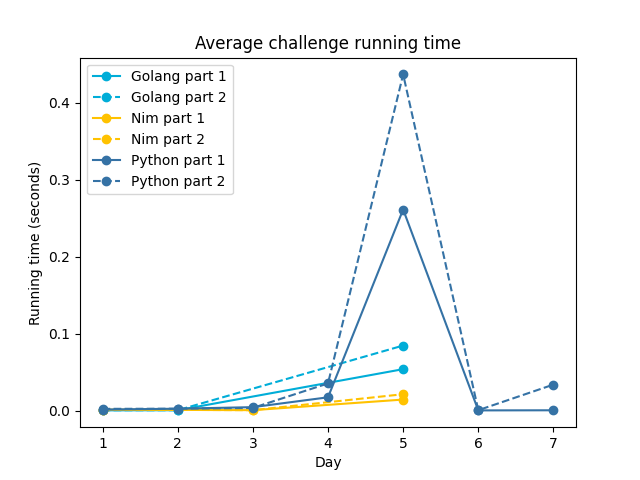 Average challenge running time
Golang part 1
Golang part 2
Nim part 1
Nim part 2
Python part 1
Python part 2
Running time (seconds)
0.4
0.3
0.2
0.1
0.0
1 2 3 4 5 6 7
Day